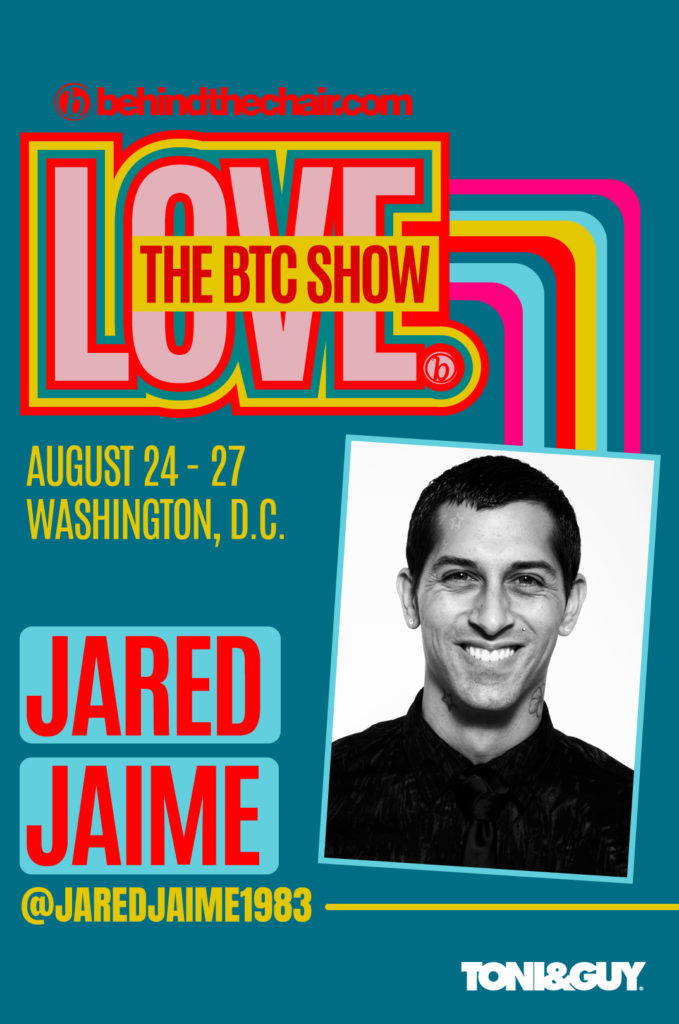 b behindthechair.com
LOVE
THE BTC SHOW
b
AUGUST 24 - 27
WASHINGTON, D.C.
JARED
JAIME
@JAREDJAIME1983
TONI&GUY®